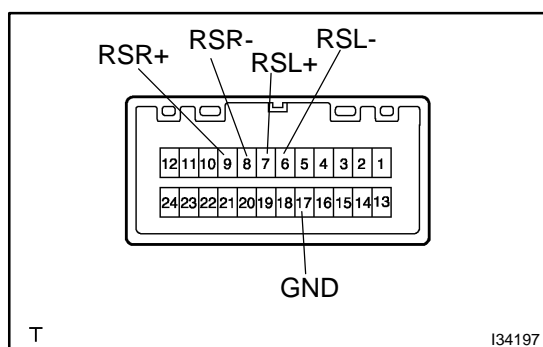 RSR- RSL-
RSR+ RSL+
12 11 10 9 8 7 6 5 4 3 2 1
24 23 22 21 20 19 18 17 16 15 14 13
GND
T I34197